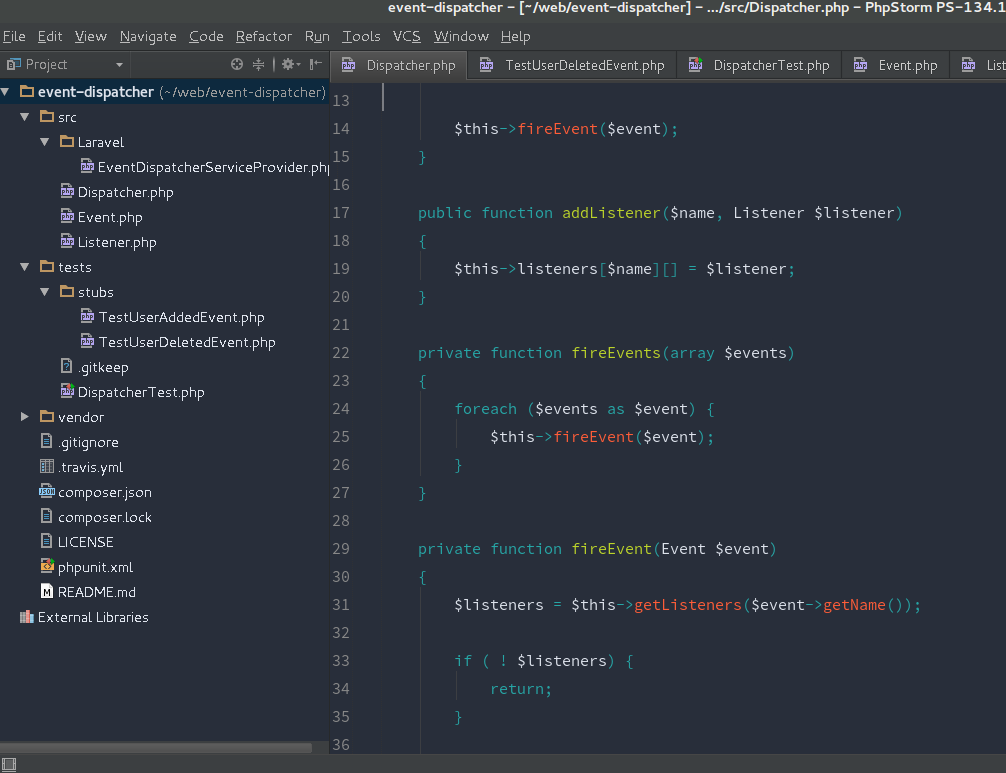 event-dispatcher – [~/web/event-dispatcher] – .../src/Dispatcher.php – PhpStorm PS-134.1
File Edit View Navigate Code Refactor Run Tools VCS Window Help
Project
Dispatcher.php TestUserDeletedEvent.php DispatcherTest.php Event.php List
event-dispatcher (~/web/event-dispatcher)
src
Laravel
EventDispatcherServiceProvider.php
Dispatcher.php
Event.php
Listener.php
tests
stubs
TestUserAddedEvent.php
TestUserDeletedEvent.php
.gitkeep
DispatcherTest.php
vendor
.gitignore
.travis.yml
composer.json
composer.lock
LICENSE
phpunit.xml
README.md
External Libraries
13
14 $this->fireEvent($event);
15 }
16
17 public function addListener($name, Listener $listener)
18 {
19 $this->listeners[$name][] = $listener;
20 }
21
22 private function fireEvents(array $events)
23 {
24 foreach ($events as $event) {
25 $this->fireEvent($event);
26 }
27 }
28
29 private function fireEvent(Event $event)
30 {
31 $listeners = $this->getListeners($event->getName());
32
33 if ( ! $listeners) {
34 return;
35 }
36